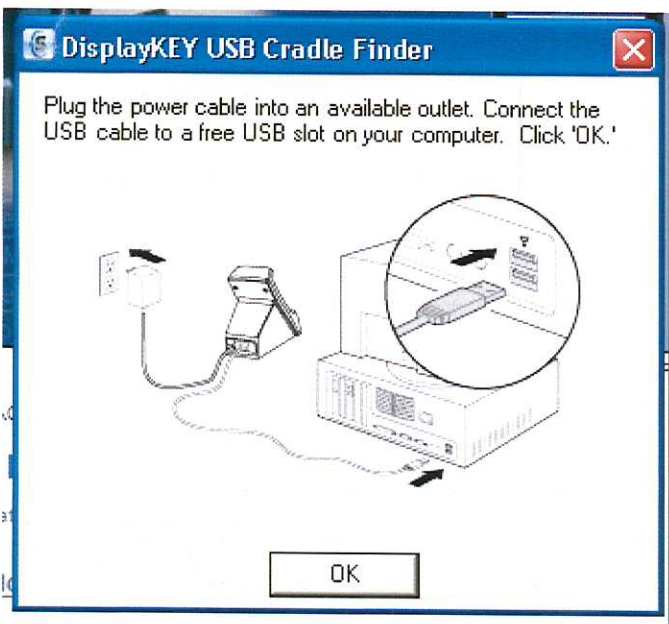 DisplayKEY USB Cradle Finder
Plug the power cable into an available outlet. Connect the
USB cable to a free USB slot on your computer. Click 'OK.'
OK